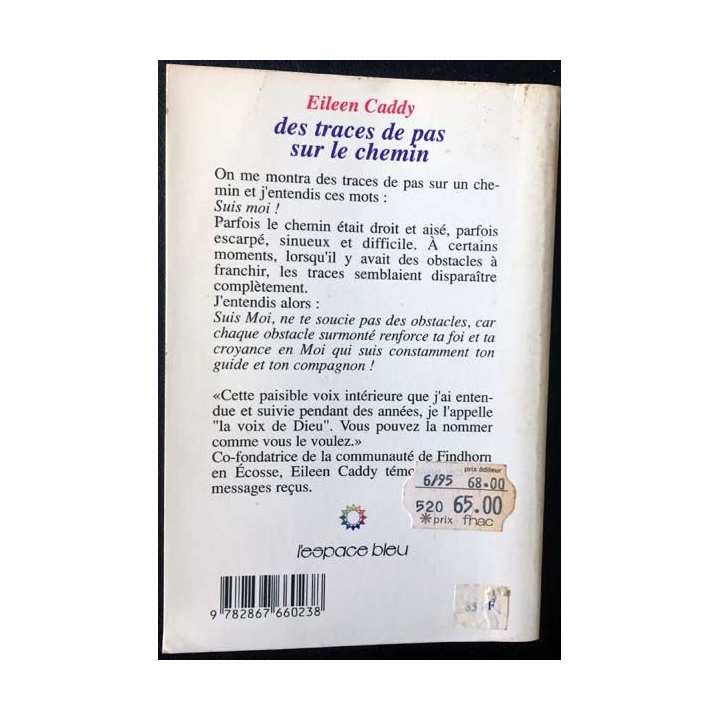 Eileen Caddy
des traces de pas
sur le chemin
On me montra des traces de pas sur un che-
min et j'entendis ces mots :
Suis moi !
Parfois le chemin était droit et aisé, parfois
escarpé, sinueux et difficile. À certains
moments, lorsqu'il y avait des obstacles à
franchir, les traces semblaient disparaître
complètement.
J'entendis alors :
Suis Moi, ne te soucie pas des obstacles, car
chaque obstacle surmonté renforce ta foi et ta
croyance en Moi qui suis constamment ton
guide et ton compagnon !
«Cette paisible voix intérieure que j'ai enten-
due et suivie pendant des années, je l'appelle
"la voix de Dieu". Vous pouvez la nommer
comme vous le voulez.»
Co-fondatrice de la communauté de Findhorn
en Écosse, Eileen Caddy
messages reçus.
prix éditeur
6/95 68.00
520 65.00
*prix fnac
l'espace bleu
9 782867 660238